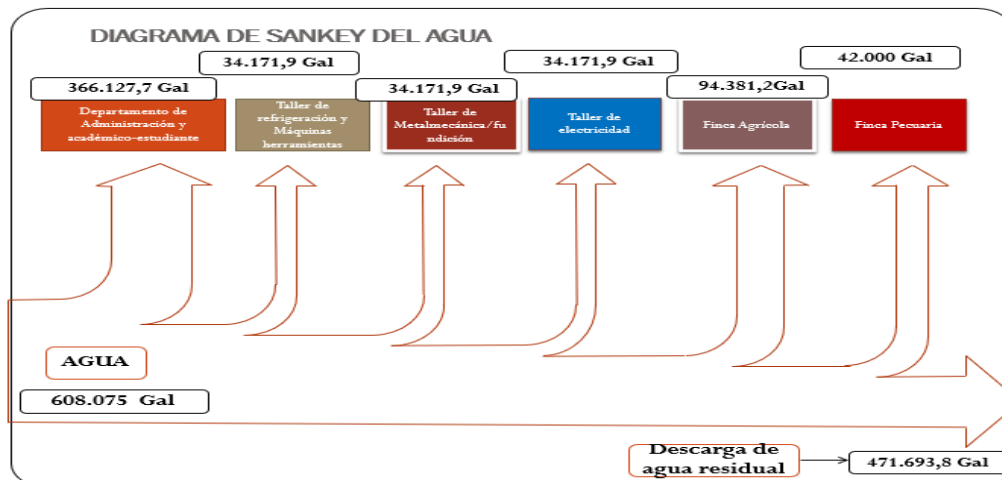 DIAGRAMA DE SANKEY DEL AGUA
366.127,7 Gal
34.171,9 Gal
34.171,9 Gal
34.171,9 Gal
94.381,2Gal
42.000 Gal
Departamento de
Administración y
académico-estudiante
Taller de
refrigeración y
Máquinas
herramientas
Taller de
Metalmecánica/fu
ndición
Taller de
electricidad
Finca Agrícola
Finca Pecuaria
AGUA
608.075 Gal
Descarga de
agua residual
471.693,8 Gal